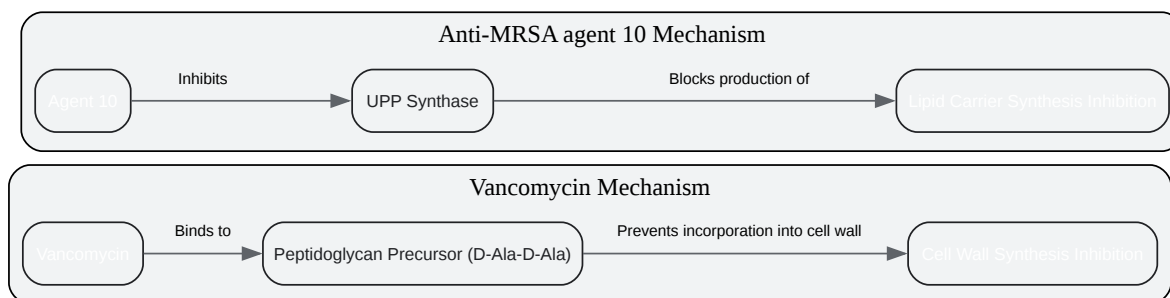 Anti-MRSA agent 10 Mechanism
Agent 10
Inhibits
UPP Synthase
Blocks production of
Lipid Carrier Synthesis Inhibition
Vancomycin Mechanism
Vancomycin
Binds to
Peptidoglycan Precursor (D-Ala-D-Ala)
Prevents incorporation into cell wall
Cell Wall Synthesis Inhibition